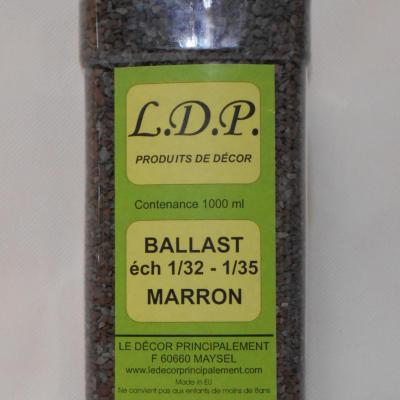 L.D.P.
PRODUITS DE DÉCOR
Contenance 1000 ml
BALLAST
éch 1/32 - 1/35
MARRON
LE DÉCOR PRINCIPALEMENT
F 60660 MAYSEL
www.ledecorprincipalement.com
Made in EU
Ne convient pas aux enfants de moins de 8ans